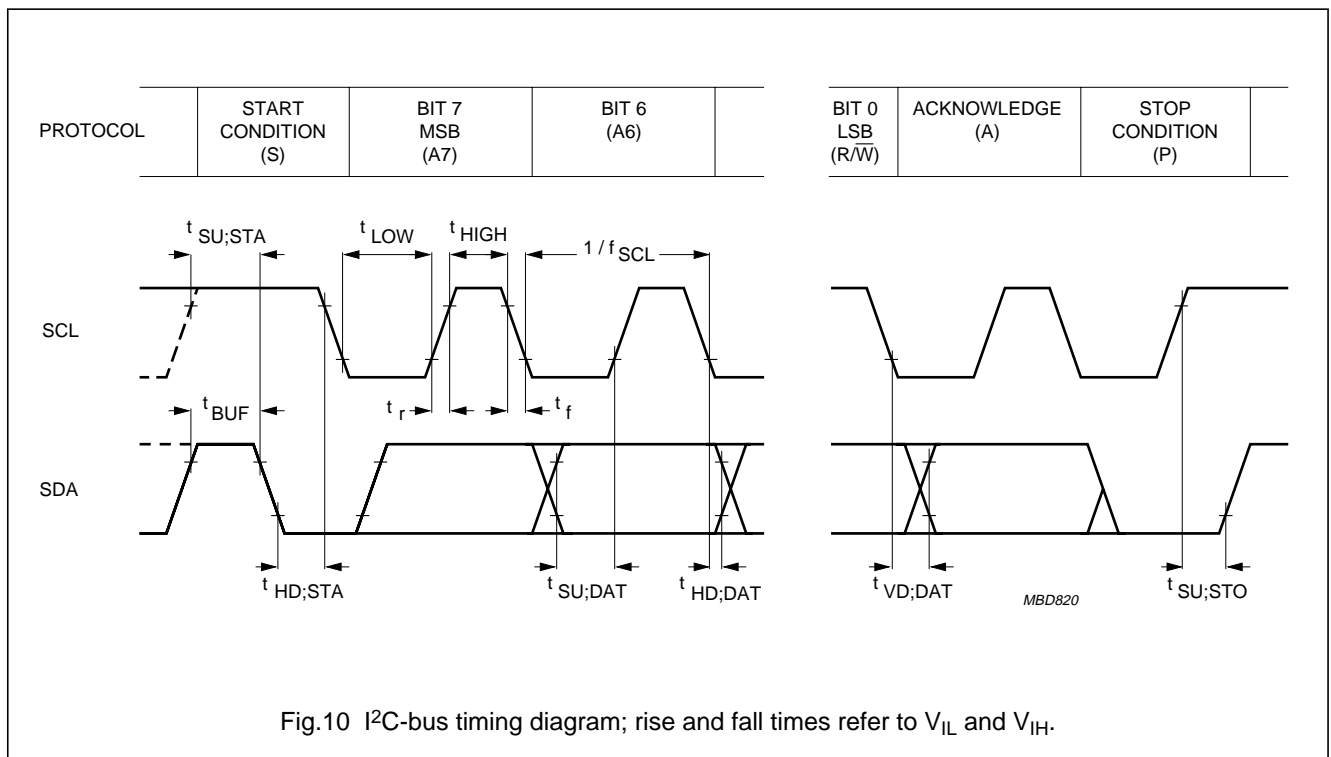 PROTOCOL
START
CONDITION
(S)
BIT 7
MSB
(A7)
BIT 6
(A6)
BIT 0
LSB
(R/W̅)
ACKNOWLEDGE
(A)
STOP
CONDITION
(P)
t SU;STA
t LOW
t HIGH
1 / f SCL
SCL
t BUF
t r
t f
SDA
t HD;STA
t SU;DAT
t HD;DAT
t VD;DAT
MBD820
t SU;STO
Fig.10 I²C-bus timing diagram; rise and fall times refer to VIL and VIH.